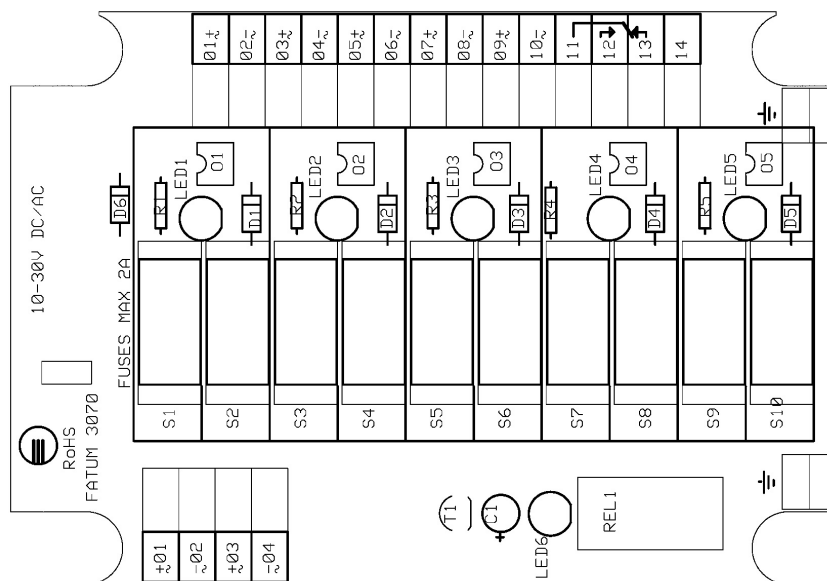 01± 02≂ 03± 04≂ 05± 06≂ 07± 08≂ 09± 10≂ 11 12 13 14
LED1 O1 LED2 O2 LED3 O3 LED4 O4 LED5 O5
D6 R1 D1 R2 D2 R3 D3 R4 D4 R5 D5
10-30V DC/AC
FUSES MAX 2A
S1 S2 S3 S4 S5 S6 S7 S8 S9 S10
RoHS
FATUM 3070
T1 C1 + LED6 REL1
±01 ≂02 ±03 ≂04